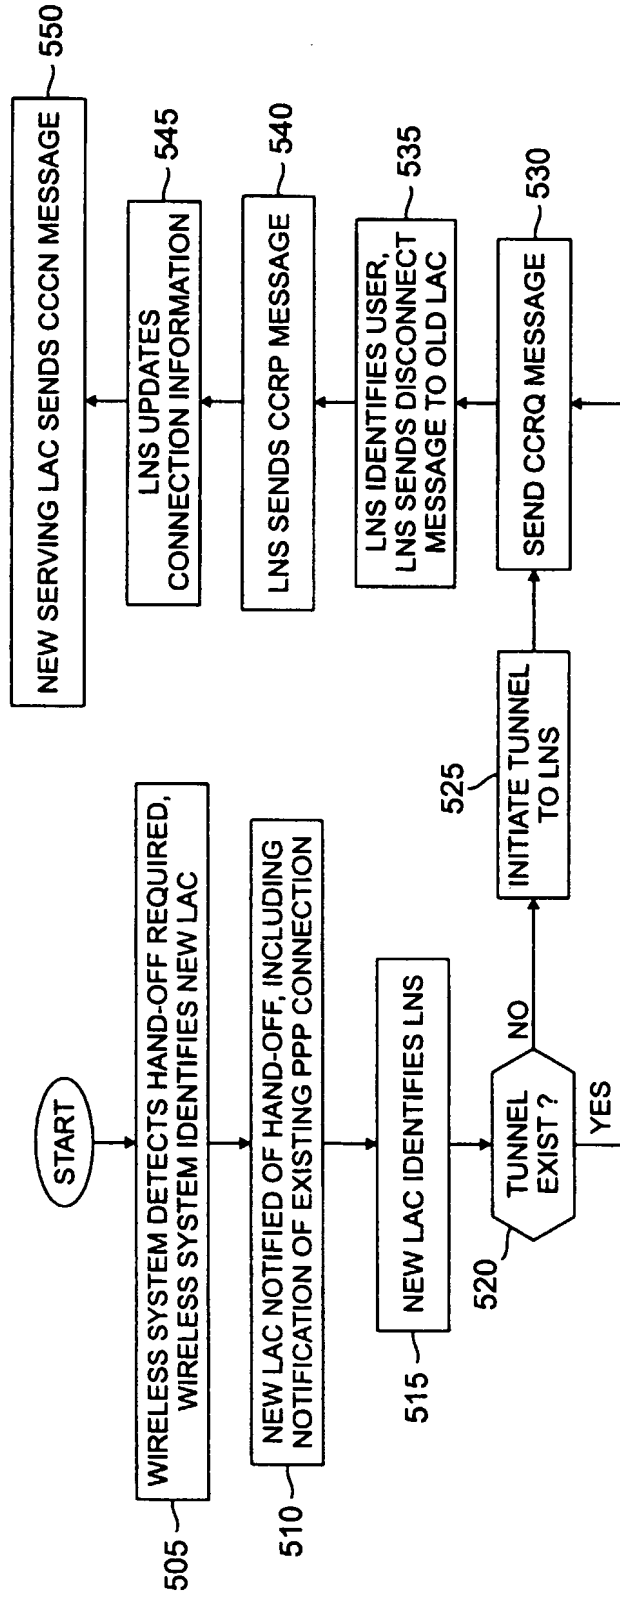 START
WIRELESS SYSTEM DETECTS HAND-OFF REQUIRED,
WIRELESS SYSTEM IDENTIFIES NEW LAC
505
NEW LAC NOTIFIED OF HAND-OFF, INCLUDING
NOTIFICATION OF EXISTING PPP CONNECTION
510
NEW LAC IDENTIFIES LNS
515
TUNNEL
EXIST ?
520
NO
YES
525
INITIATE TUNNEL
TO LNS
SEND CCRQ MESSAGE
530
LNS IDENTIFIES USER,
LNS SENDS DISCONNECT
MESSAGE TO OLD LAC
535
LNS SENDS CCRP MESSAGE
540
LNS UPDATES
CONNECTION INFORMATION
545
NEW SERVING LAC SENDS CCCN MESSAGE
550